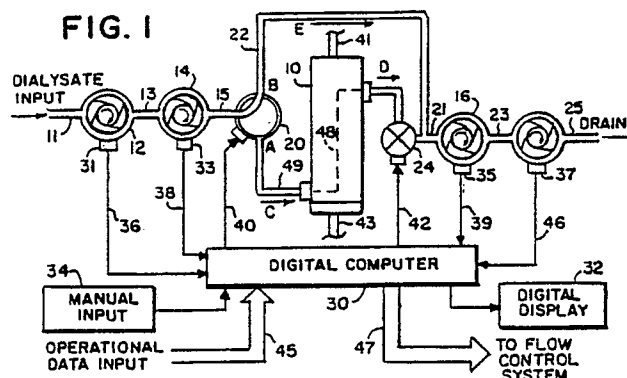 FIG. 1
E
41
22
14
10
D
DIALYSATE
INPUT
13
15
B
16
21
23
25
DRAIN
11
12
20
48
A
49
24
31
33
35
37
36
38
40
C
43
42
39
46
34
DIGITAL COMPUTER
32
MANUAL
INPUT
30
DIGITAL
DISPLAY
OPERATIONAL
DATA INPUT
45
47
TO FLOW
CONTROL
SYSTEM